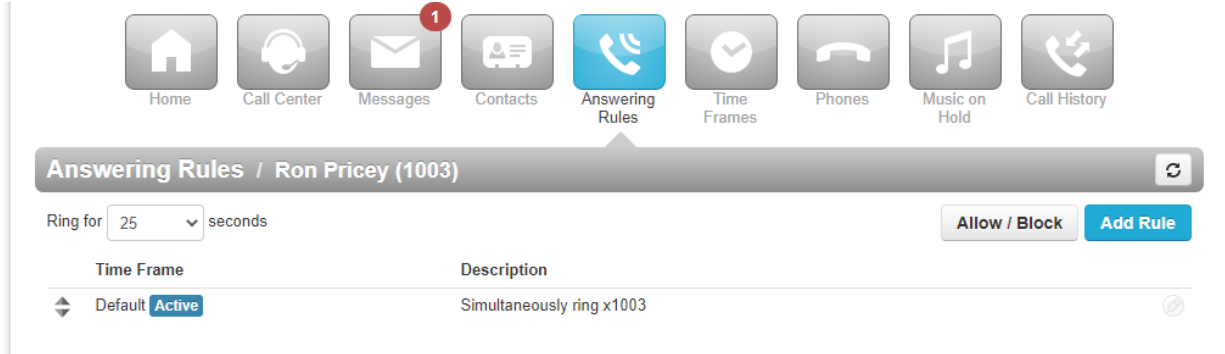 1
Home
Call Center
Messages
Contacts
Answering
Rules
Time
Frames
Phones
Music on
Hold
Call History
Answering Rules / Ron Pricey (1003)
Ring for 25 seconds
Allow / Block
Add Rule
Time Frame
Description
Default Active
Simultaneously ring x1003